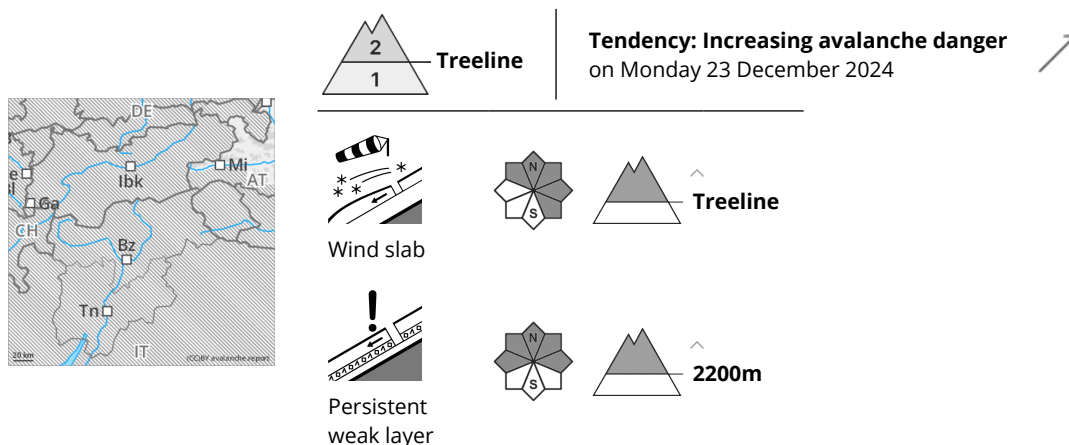 2
1
Treeline
Tendency: Increasing avalanche danger
on Monday 23 December 2024
DE
Mi
Ibk
AT
Ga
CH
Bz
Tn
IT
20 km
(CC)BY avalanche.report
N
S
Treeline
Wind slab
N
S
2200m
Persistent
weak layer